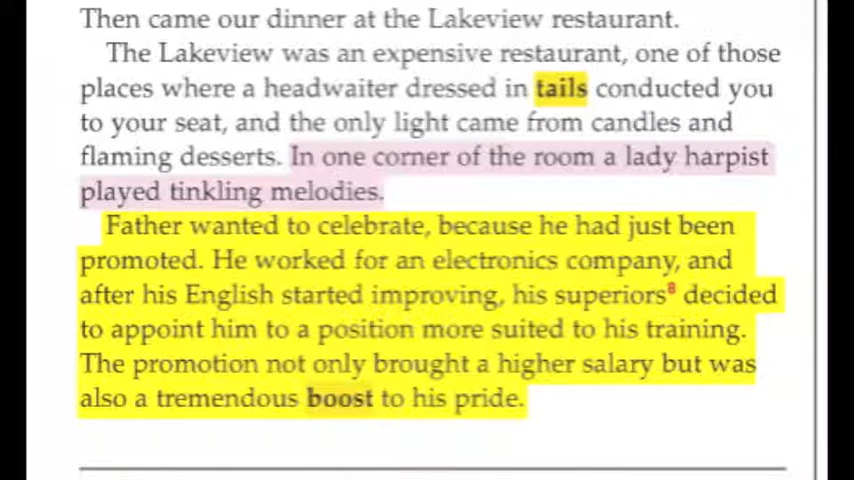 Then came our dinner at the Lakeview restaurant.
The Lakeview was an expensive restaurant, one of those
places where a headwaiter dressed in tails conducted you
to your seat, and the only light came from candles and
flaming desserts. In one corner of the room a lady harpist
played tinkling melodies.
Father wanted to celebrate, because he had just been
promoted. He worked for an electronics company, and
after his English started improving, his superiors⁸ decided
to appoint him to a position more suited to his training.
The promotion not only brought a higher salary but was
also a tremendous boost to his pride.